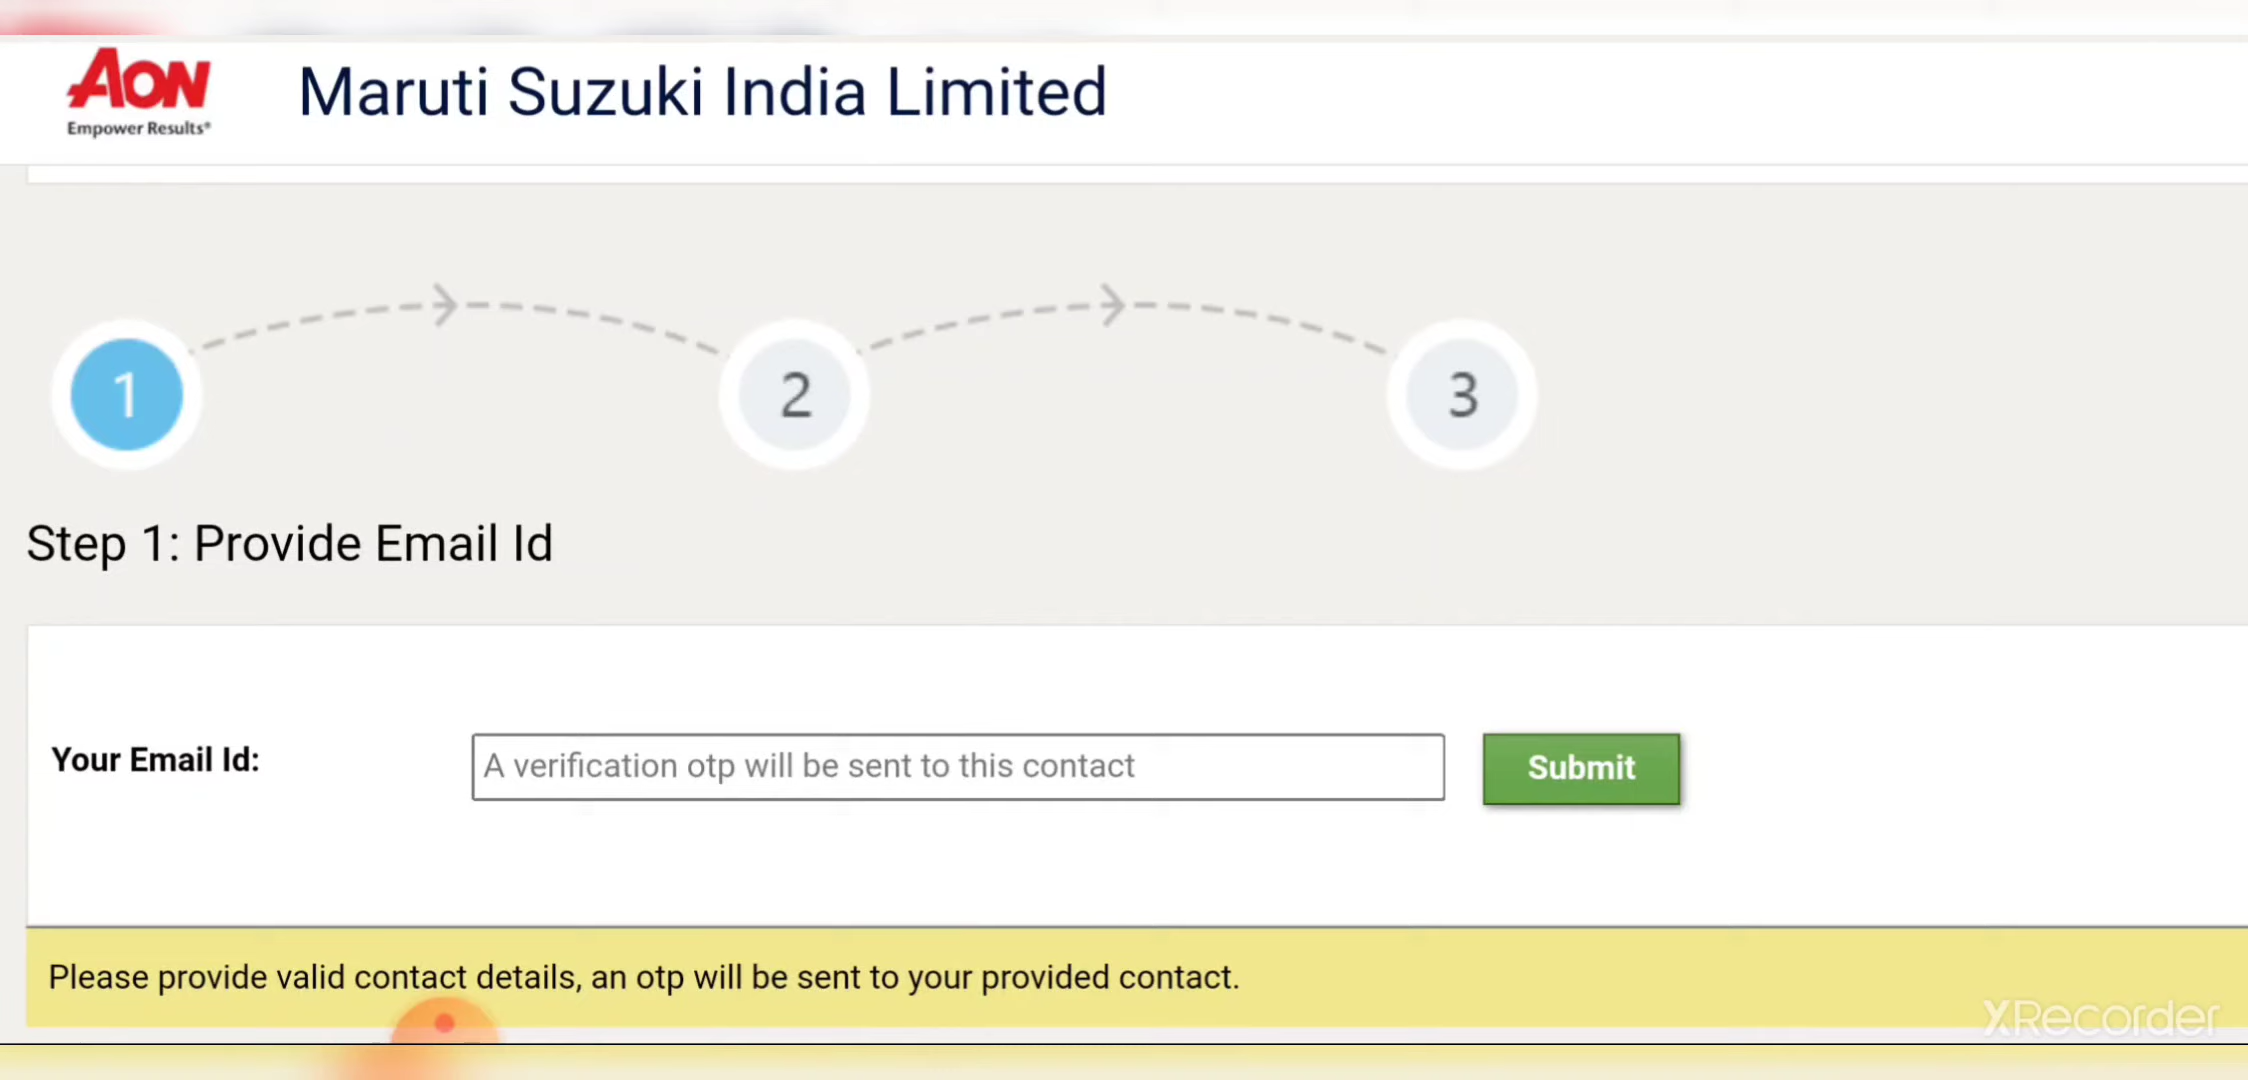 AON
Empower Results®
Maruti Suzuki India Limited
1
2
3
Step 1: Provide Email Id
Your Email Id:
A verification otp will be sent to this contact
Submit
Please provide valid contact details, an otp will be sent to your provided contact.
XRecorder